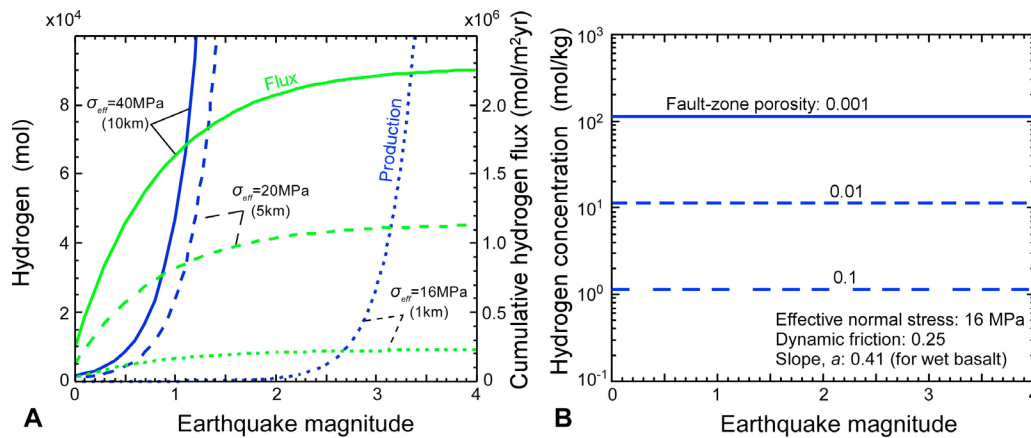 x10⁴
x10⁶
Hydrogen (mol)
8
6
4
2
0
0
1
2
3
4
Earthquake magnitude
A
Flux
σeff=40MPa
(10km)
σeff=20MPa
(5km)
σeff=16MPa
(1km)
Production
2.0
1.5
1.0
0.5
0
Cumulative hydrogen flux (mol/m²yr)
Hydrogen concentration (mol/kg)
10³
10²
10¹
10⁰
10⁻¹
Fault-zone porosity: 0.001
0.01
0.1
Effective normal stress: 16 MPa
Dynamic friction: 0.25
Slope, a: 0.41 (for wet basalt)
0
1
2
3
4
Earthquake magnitude
B